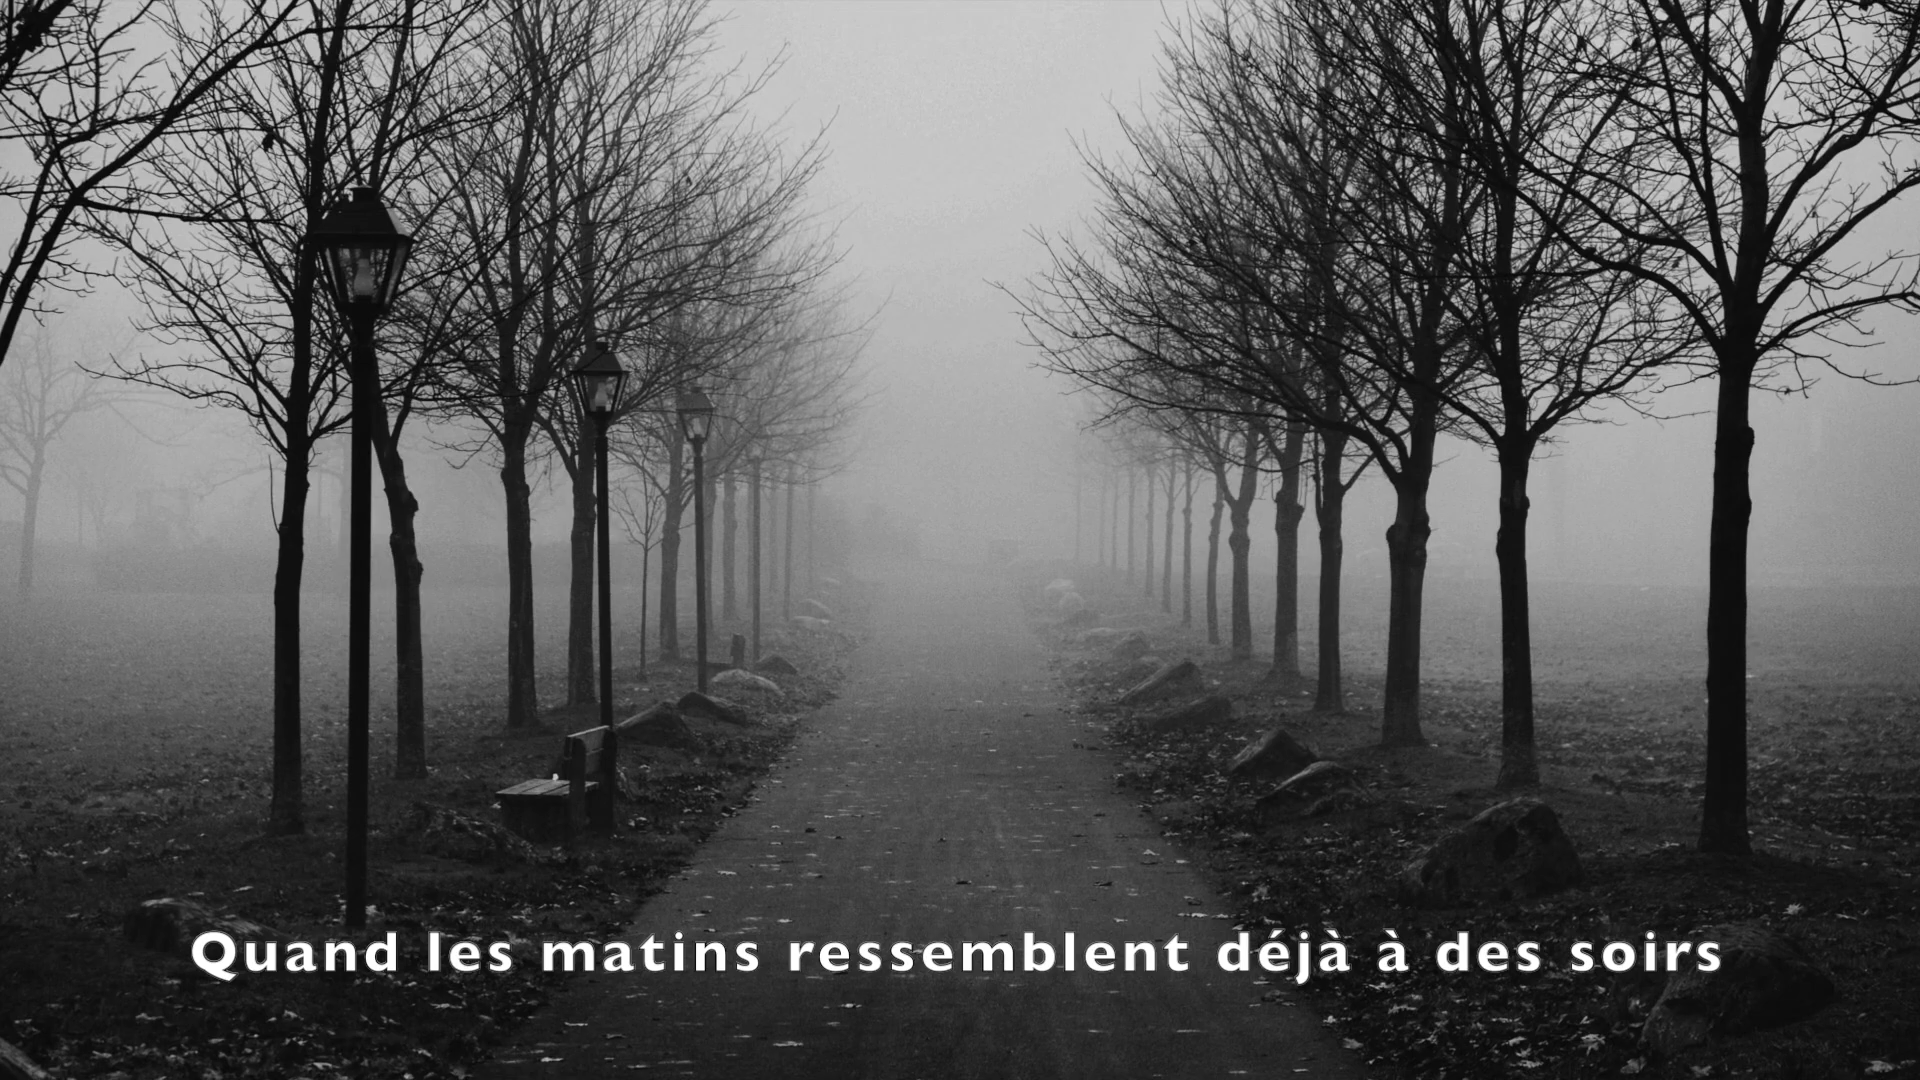 Quand les matins ressemblent déjà à des soirs